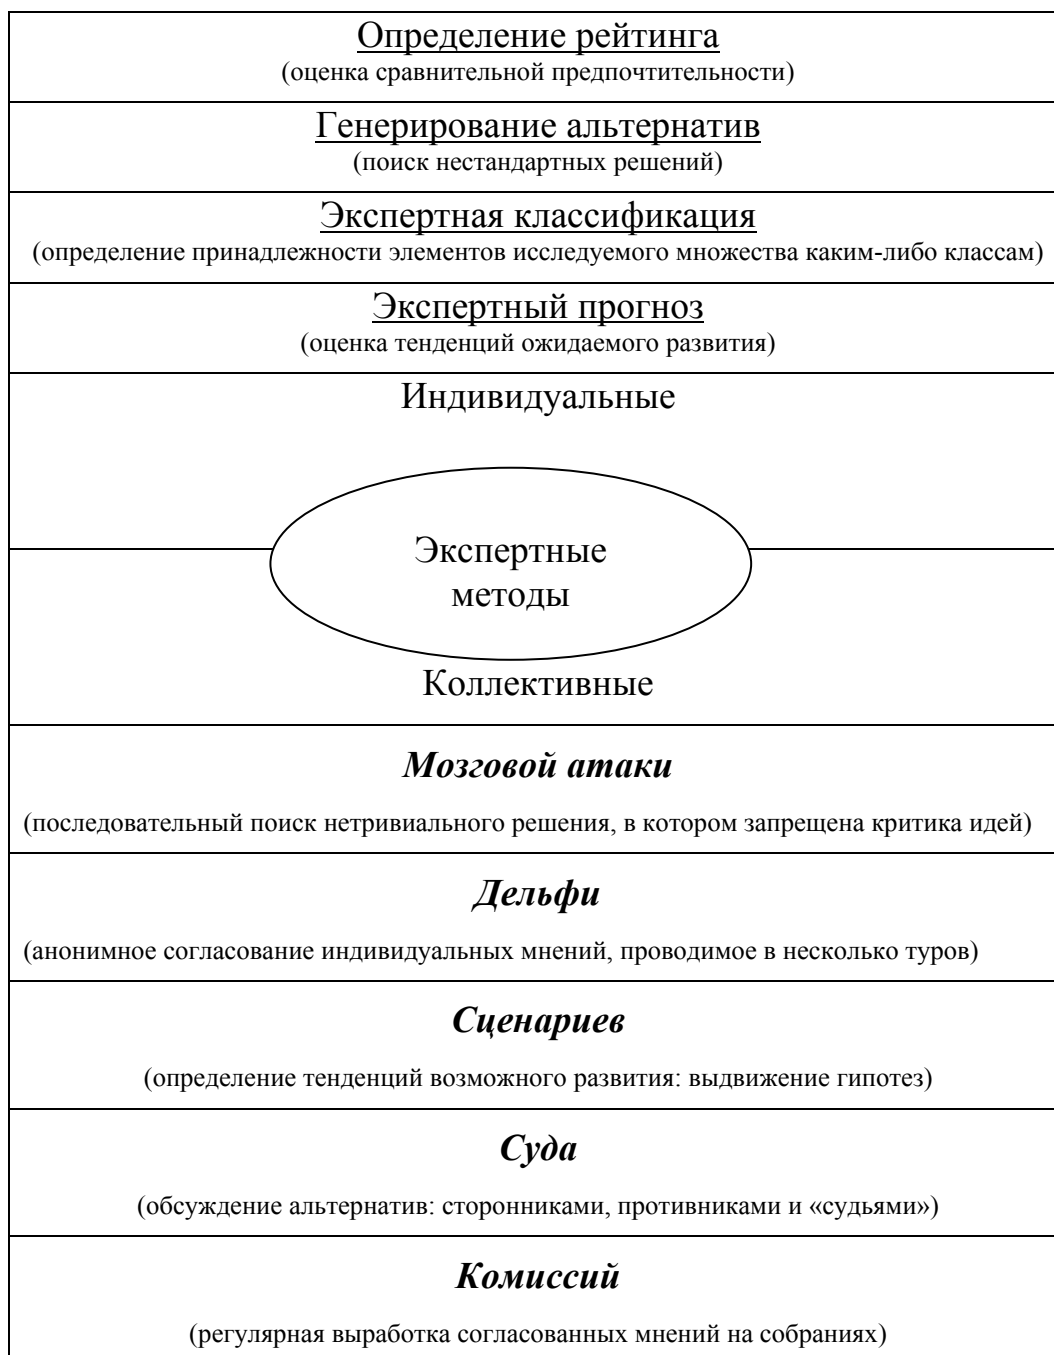 Определение рейтинга
(оценка сравнительной предпочтительности)
Генерирование альтернатив
(поиск нестандартных решений)
Экспертная классификация
(определение принадлежности элементов исследуемого множества каким-либо классам)
Экспертный прогноз
(оценка тенденций ожидаемого развития)
Индивидуальные
Экспертные
методы
Коллективные
Мозговой атаки
(последовательный поиск нетривиального решения, в котором запрещена критика идей)
Дельфи
(анонимное согласование индивидуальных мнений, проводимое в несколько туров)
Сценариев
(определение тенденций возможного развития: выдвижение гипотез)
Суда
(обсуждение альтернатив: сторонниками, противниками и «судьями»)
Комиссий
(регулярная выработка согласованных мнений на собраниях)